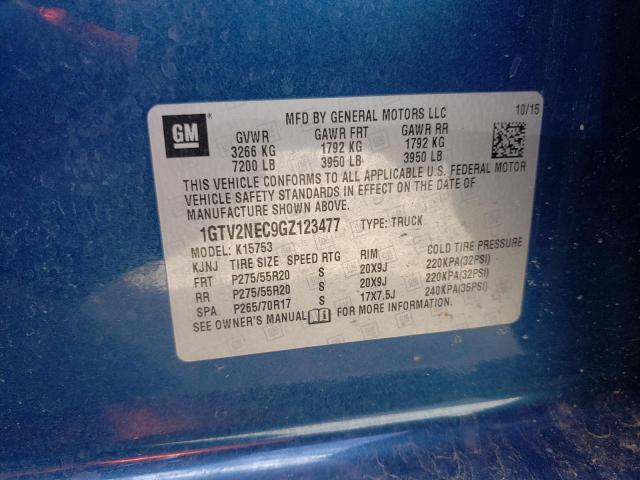 MFD BY GENERAL MOTORS LLC 10/15
GM
GVWR GAWR FRT GAWR RR
3266 KG 1792 KG 1792 KG
7200 LB 3950 LB 3950 LB
THIS VEHICLE CONFORMS TO ALL APPLICABLE U.S. FEDERAL MOTOR
VEHICLE SAFETY STANDARDS IN EFFECT ON THE DATE OF
MANUFACTURE SHOWN ABOVE.
1GTV2NEC9GZ123477 TYPE: TRUCK
MODEL: K15753
KJNJ TIRE SIZE SPEED RTG RIM COLD TIRE PRESSURE
FRT P275/55R20 S 20X9J 220KPA(32PSI)
RR P275/55R20 S 20X9J 220KPA(32PSI)
SPA P265/70R17 S 17X7.5J 240KPA(35PSI)
SEE OWNER'S MANUAL FOR MORE INFORMATION.